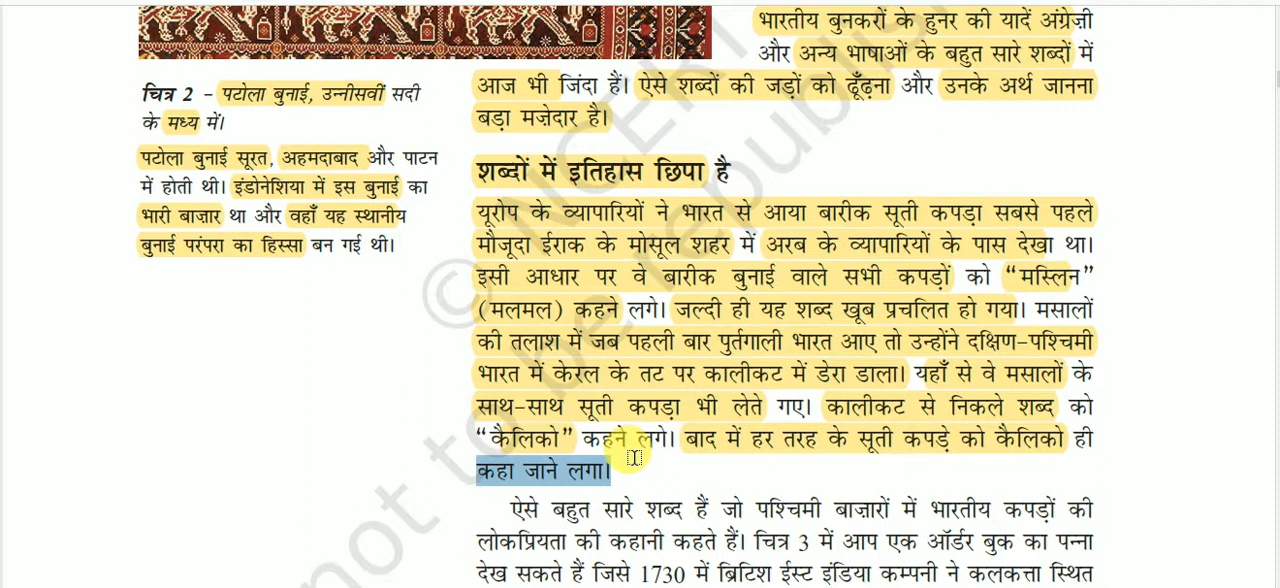 भारतीय बुनकरों के हुनर की यादें अंग्रेज़ी
और अन्य भाषाओं के बहुत सारे शब्दों में
आज भी जिंदा हैं। ऐसे शब्दों की जड़ों को ढूँढ़ना और उनके अर्थ जानना
बड़ा मज़ेदार है।
चित्र 2 – पटोला बुनाई, उन्नीसवीं सदी
के मध्य में।
पटोला बुनाई सूरत, अहमदाबाद और पाटन
में होती थी। इंडोनेशिया में इस बुनाई का
भारी बाज़ार था और वहाँ यह स्थानीय
बुनाई परंपरा का हिस्सा बन गई थी।
शब्दों में इतिहास छिपा है
यूरोप के व्यापारियों ने भारत से आया बारीक सूती कपड़ा सबसे पहले
मौजूदा ईराक के मोसूल शहर में अरब के व्यापारियों के पास देखा था।
इसी आधार पर वे बारीक बुनाई वाले सभी कपड़ों को “मस्लिन”
(मलमल) कहने लगे। जल्दी ही यह शब्द खूब प्रचलित हो गया। मसालों
की तलाश में जब पहली बार पुर्तगाली भारत आए तो उन्होंने दक्षिण-पश्चिमी
भारत में केरल के तट पर कालीकट में डेरा डाला। यहाँ से वे मसालों के
साथ-साथ सूती कपड़ा भी लेते गए। कालीकट से निकले शब्द को
“कैलिको” कहने लगे। बाद में हर तरह के सूती कपड़े को कैलिको ही
कहा जाने लगा।
ऐसे बहुत सारे शब्द हैं जो पश्चिमी बाज़ारों में भारतीय कपड़ों की
लोकप्रियता की कहानी कहते हैं। चित्र 3 में आप एक ऑर्डर बुक का पन्ना
देख सकते हैं जिसे 1730 में ब्रिटिश ईस्ट इंडिया कम्पनी ने कलकत्ता स्थित
© NCERT
not to be republis